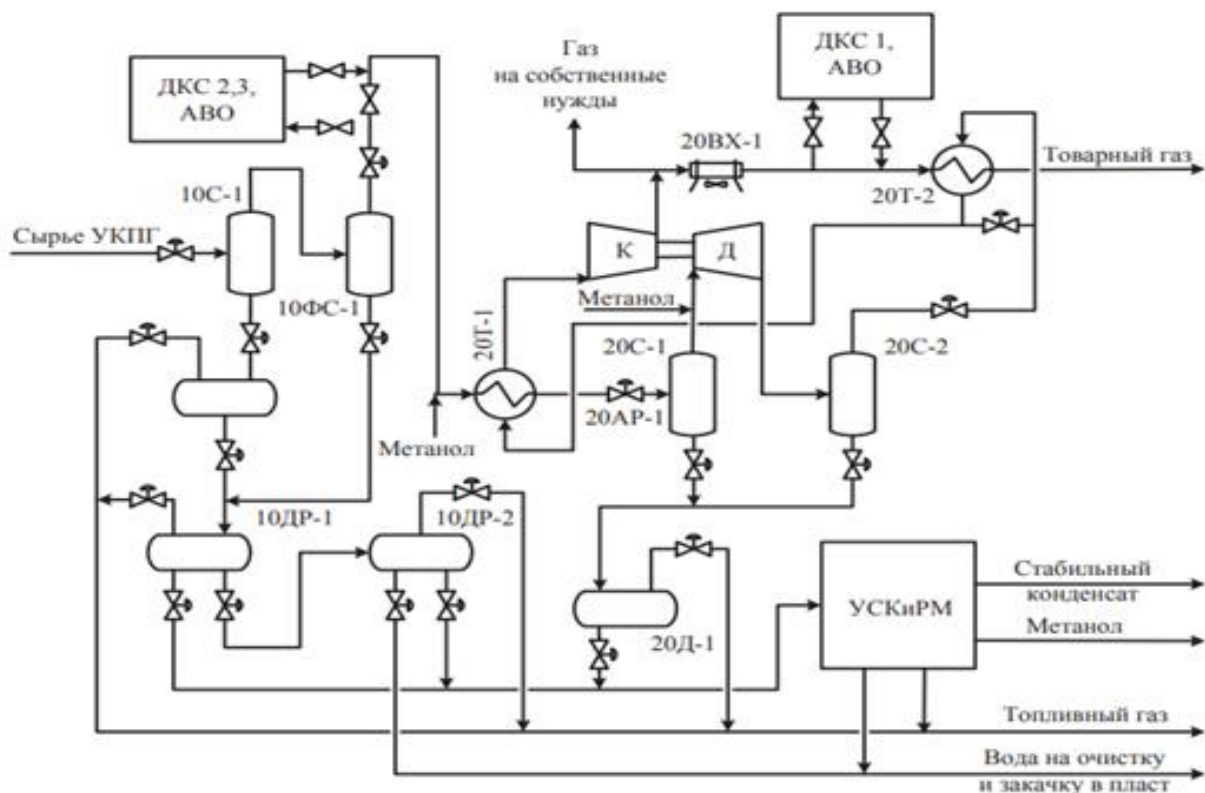 Газ
на собственные
нужды
ДКС 1,
АВО
ДКС 2,3,
АВО
20ВХ-1
Товарный газ
20Т-2
10С-1
Сырье УКПГ
К
Д
10ФС-1
Метанол
20Т-1
20С-1
20С-2
20АР-1
Метанол
10ДР-1
10ДР-2
УСКиРМ
Стабильный
конденсат
Метанол
20Д-1
Топливный газ
Вода на очистку
и закачку в пласт